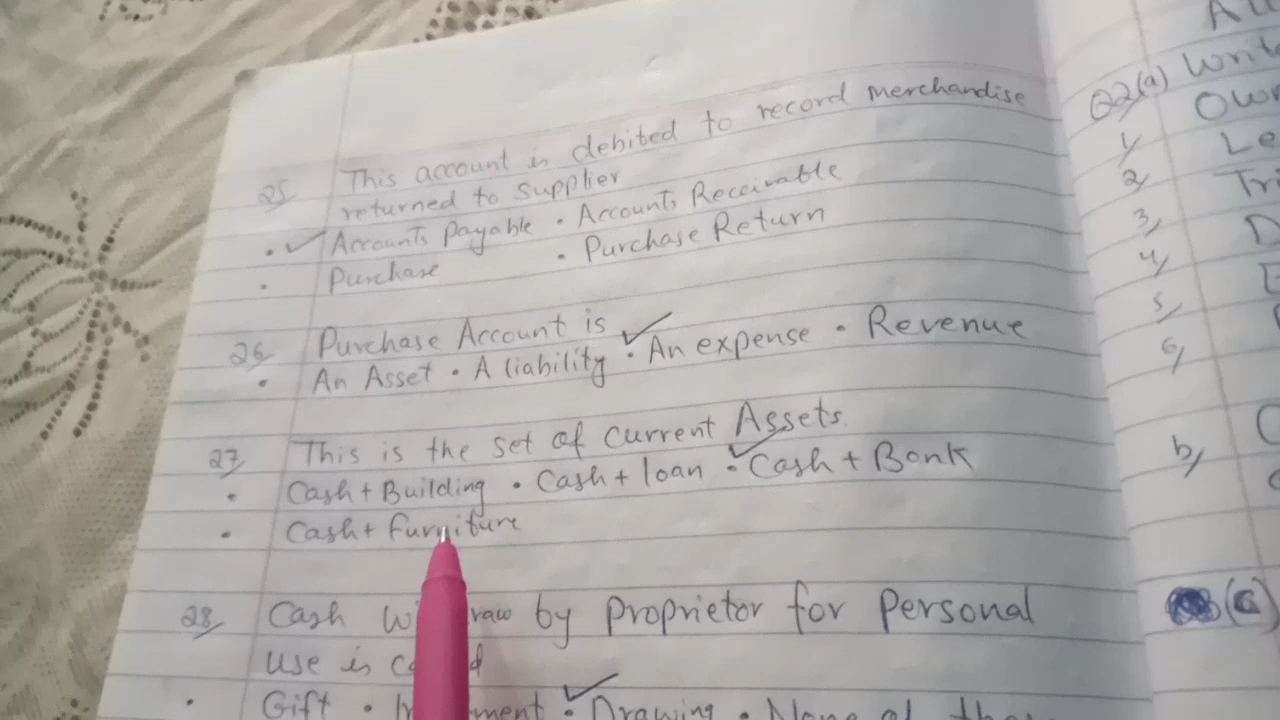 25/ This account is debited to record merchandise
returned to supplier
• ✓ Accounts Payable • Accounts Receivable
• Purchase • Purchase Return
26/ Purchase Account is
• An Asset • A liability • ✓ An expense • Revenue
27/ This is the set of current Assets.
• Cash + Building • Cash + loan • ✓ Cash + Bank
• Cash + furniture
28/ Cash by Proprietor for Personal
use is
• Gift • • ✓ Drawing • None of
Q2(a)
1/
2/
3/
4/
5/
6/
b/
(c)